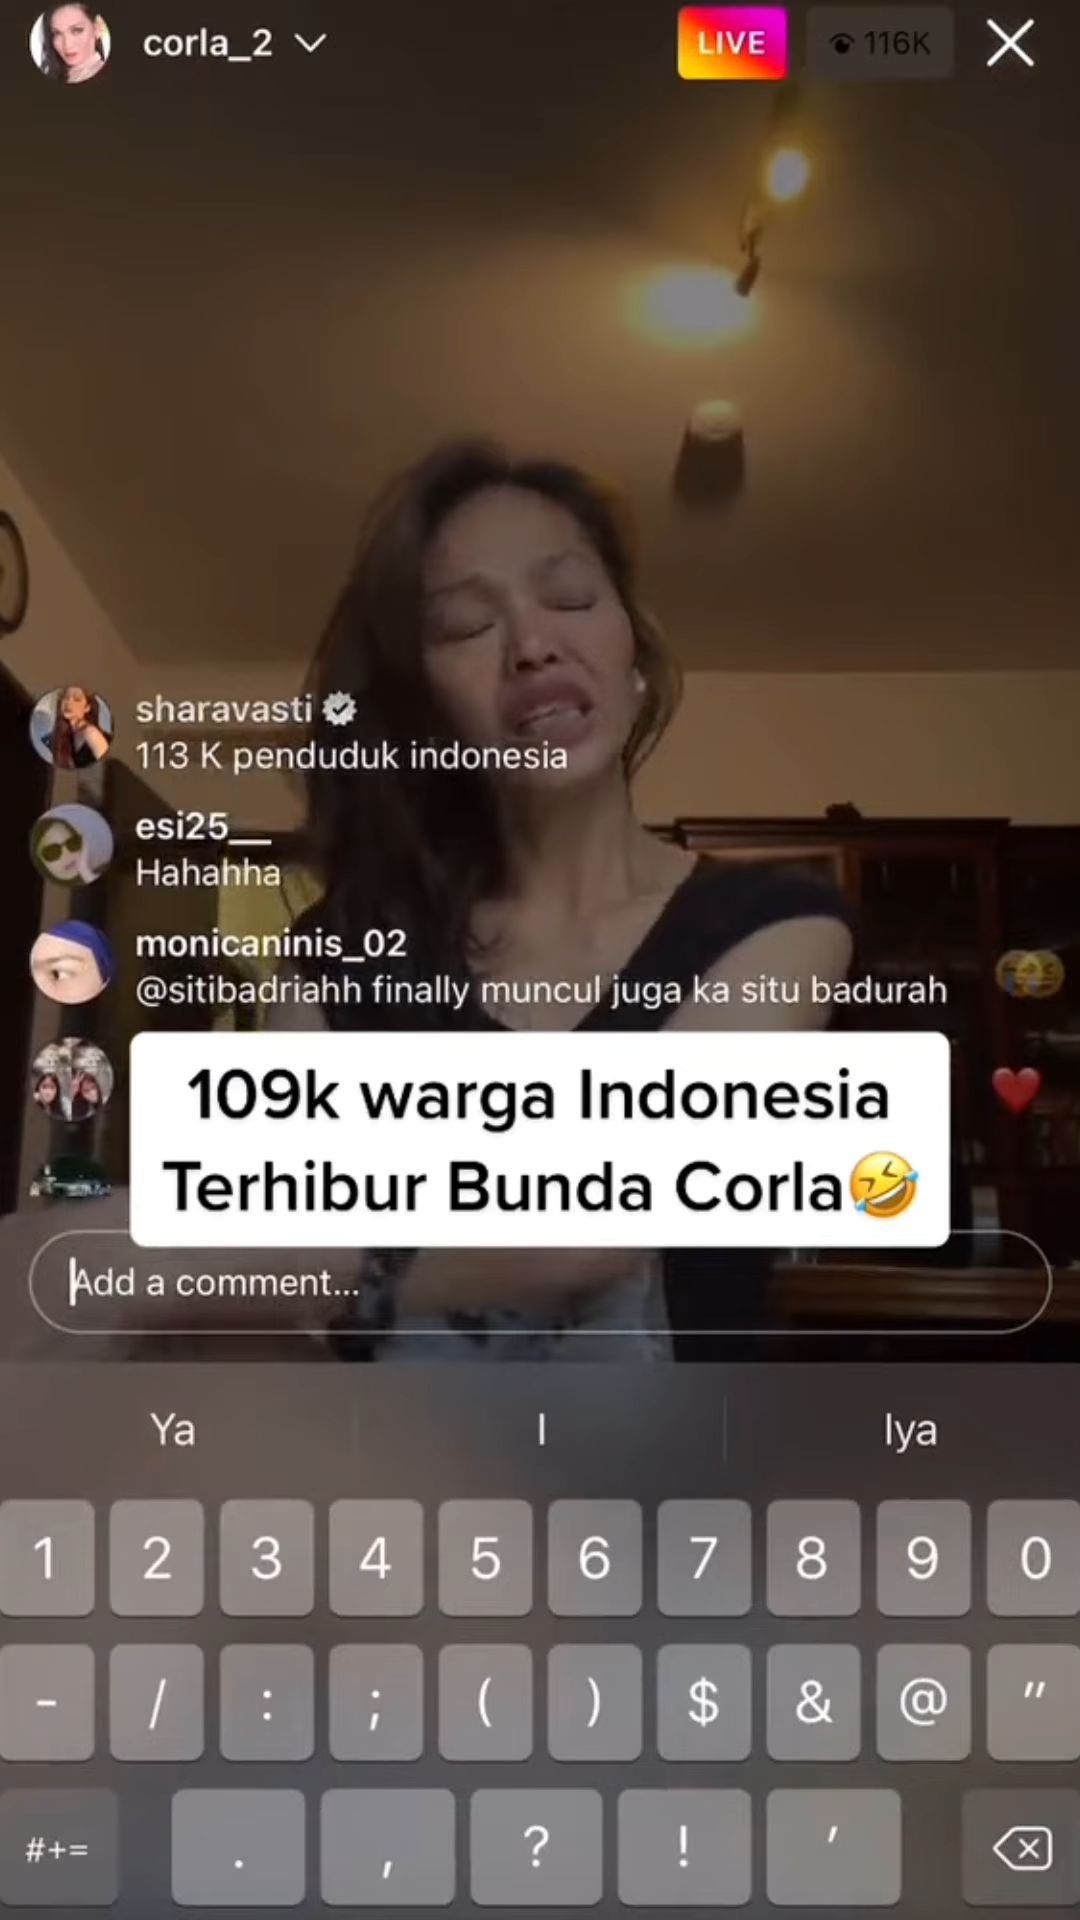 corla_2
LIVE
116K
sharavasti
113 K penduduk indonesia
esi25__
Hahahha
monicaninis_02
@sitibadriahh finally muncul juga ka situ badurah
109k warga Indonesia
Terhibur Bunda Corla🤣
Add a comment...
Ya I Iya
1 2 3 4 5 6 7 8 9 0
- / : ; ( ) $ & @ "
#+= . , ? ! '